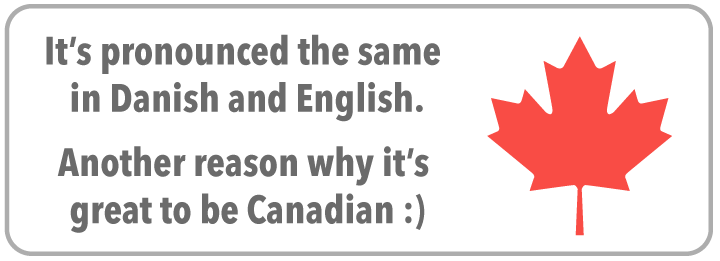 It’s pronounced the same
in Danish and English.
Another reason why it’s
great to be Canadian :)